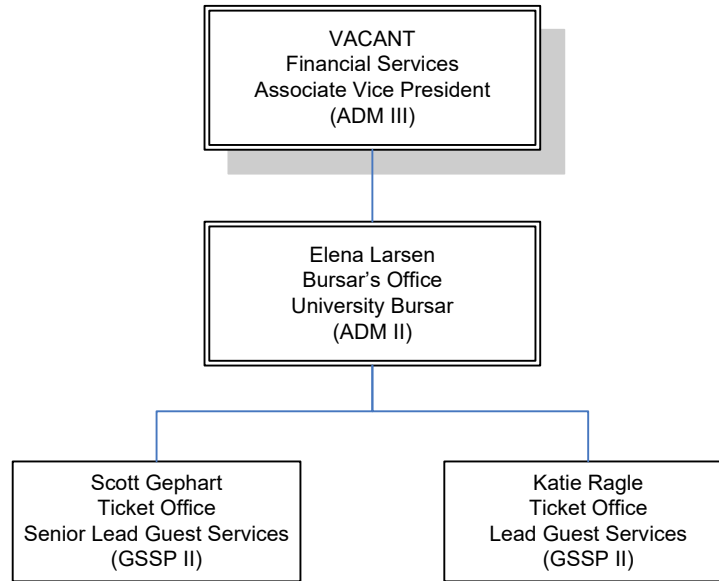 VACANT
Financial Services
Associate Vice President
(ADM III)
Elena Larsen
Bursar's Office
University Bursar
(ADM II)
Scott Gephart
Ticket Office
Senior Lead Guest Services
(GSSP II)
Katie Ragle
Ticket Office
Lead Guest Services
(GSSP II)